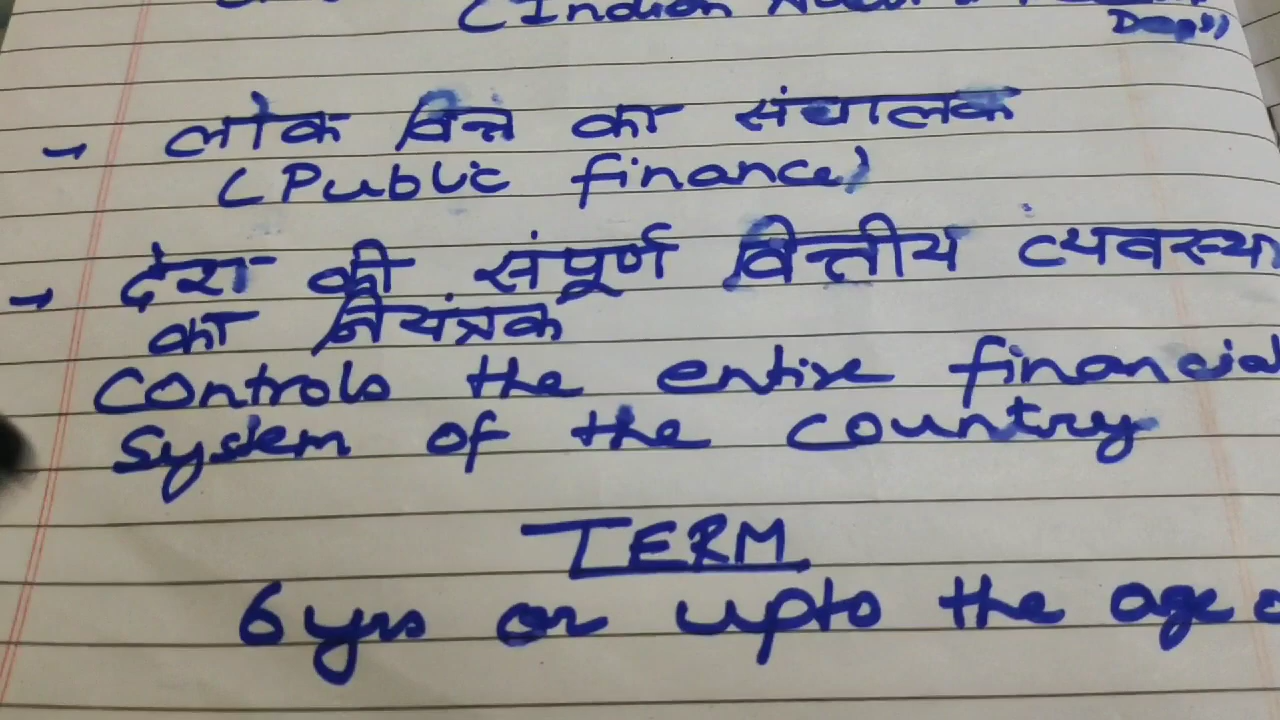 (Indian
Dep))
- लोक वित्त का संचालक
(Public finance)
→ देश की संपूर्ण वित्तीय व्यवस्था
का नियंत्रक
Controls the entire financial
System of the country
TERM
6 yrs or upto the age